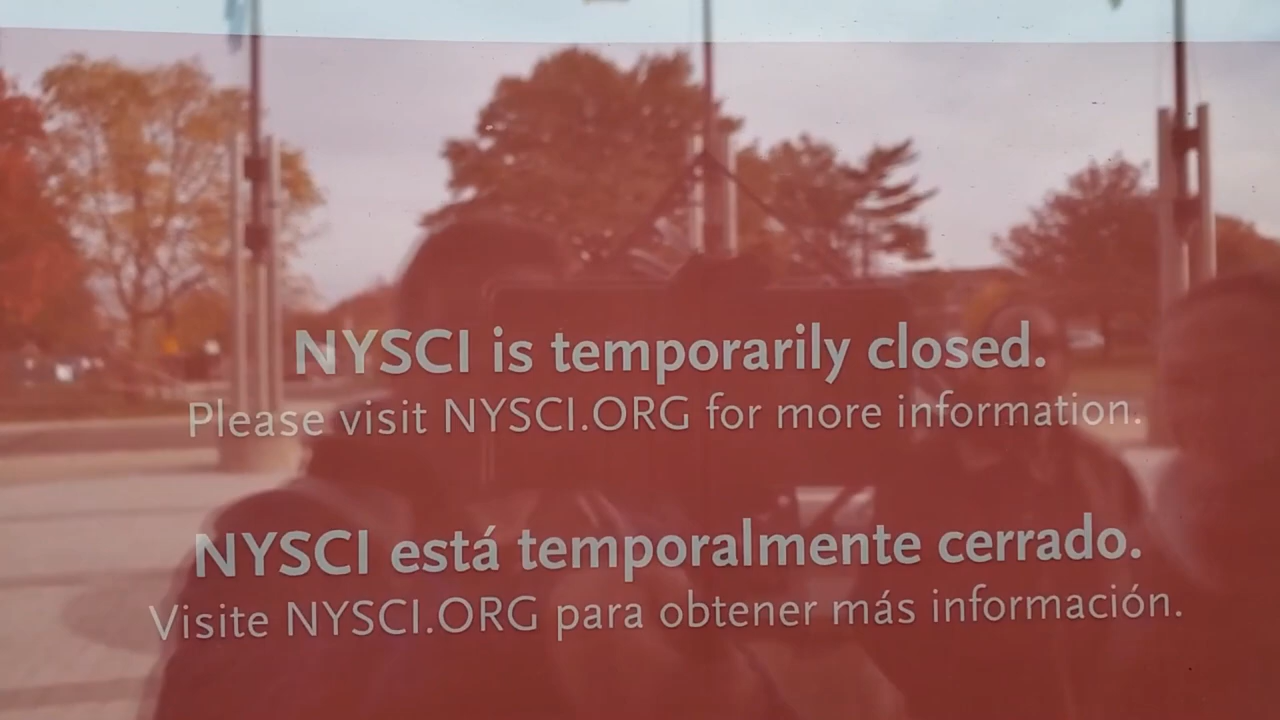 NYSCI is temporarily closed.
Please visit NYSCI.ORG for more information.
NYSCI está temporalmente cerrado.
Visite NYSCI.ORG para obtener más información.